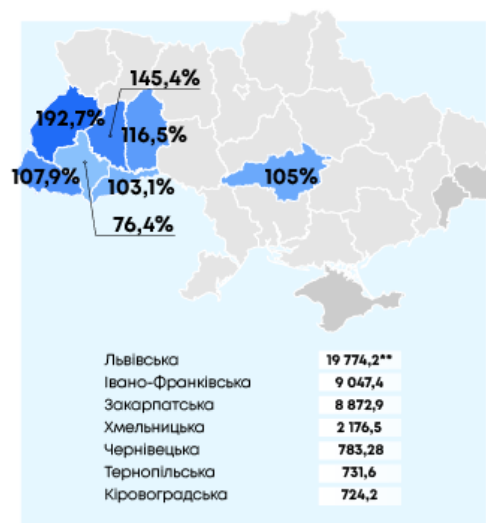 145,4%
192,7%
116,5%
107,9%
103,1%
105%
76,4%
Львівська 19 774,2**
Івано-Франківська 9 047,4
Закарпатська 8 872,9
Хмельницька 2 176,5
Чернівецька 783,28
Тернопільська 731,6
Кіровоградська 724,2